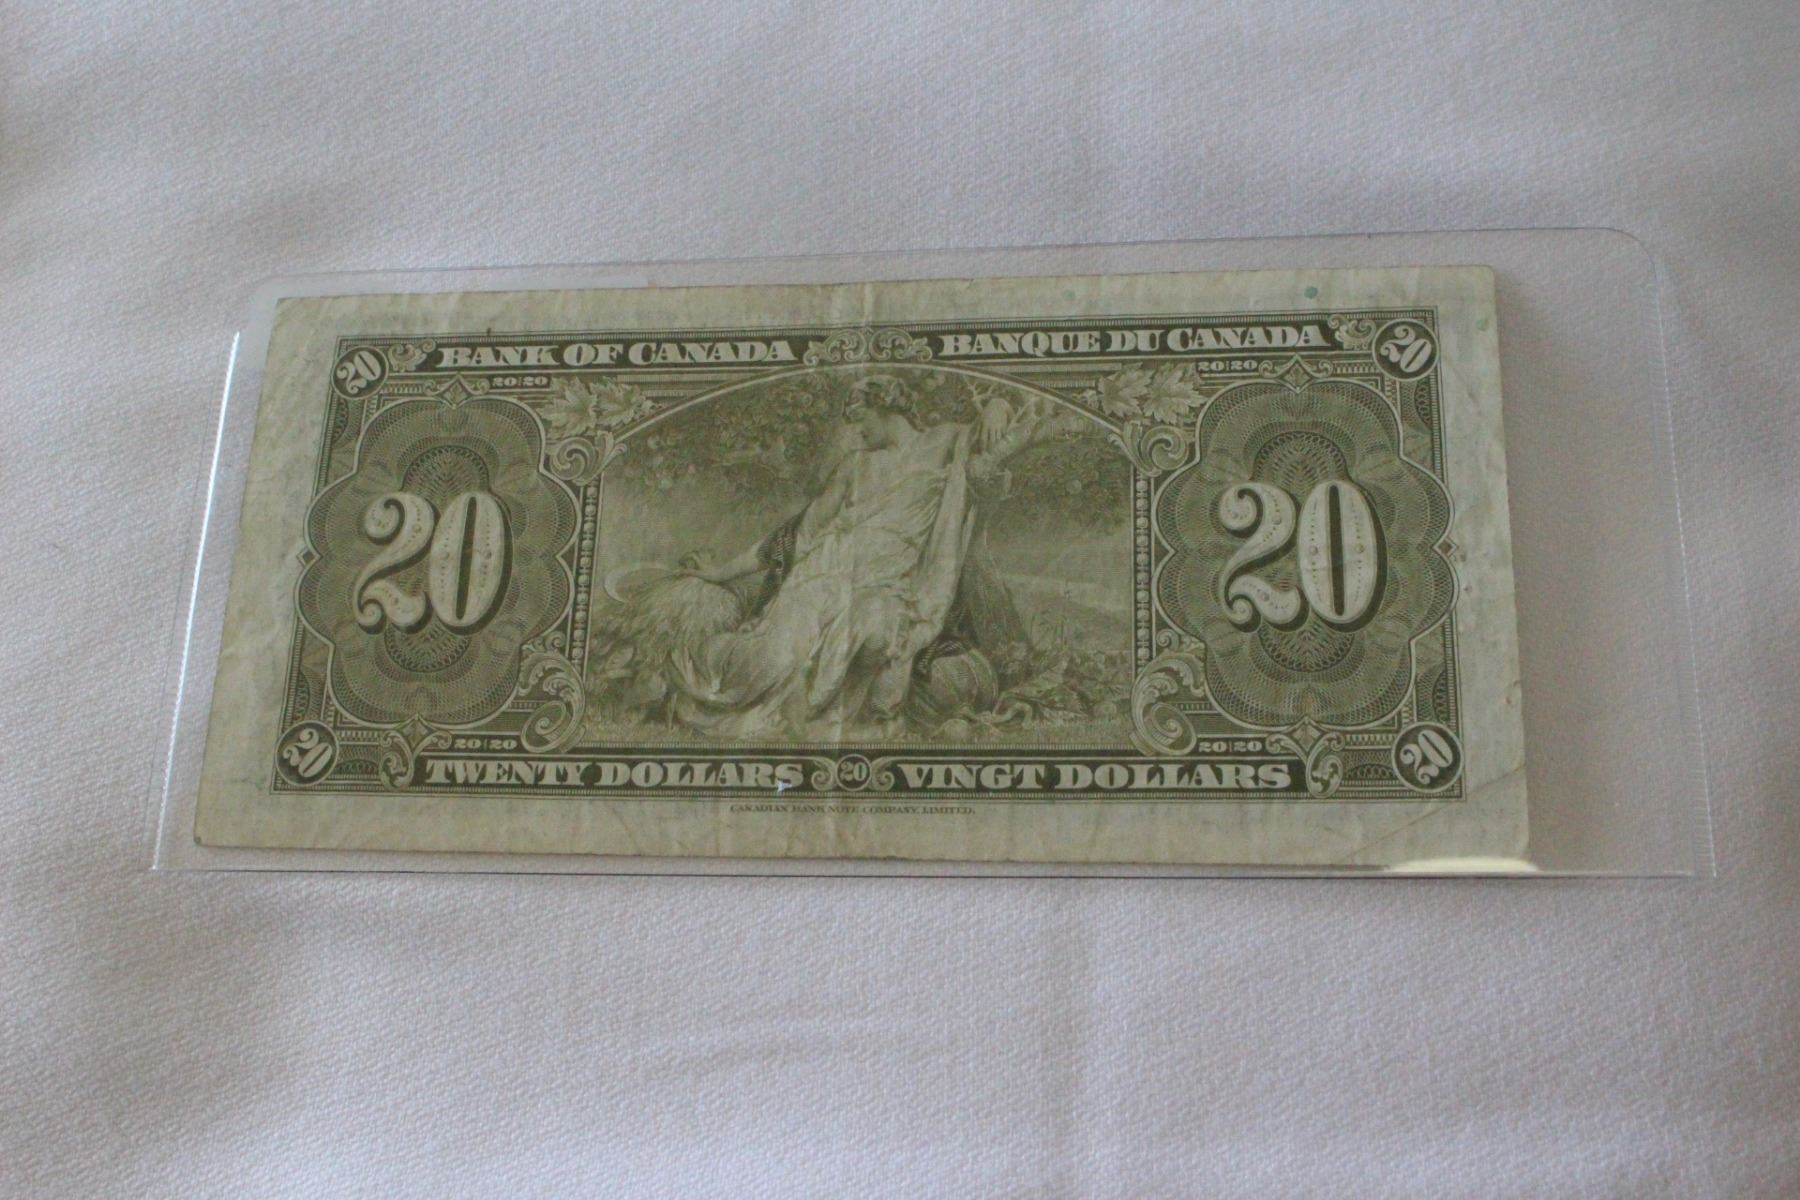 20 BANK OF CANADA BANQUE DU CANADA 20
20|20 20|20
20 20
20|20 20|20
20 TWENTY DOLLARS 20 VINGT DOLLARS 20
CANADIAN BANK NOTE COMPANY, LIMITED.